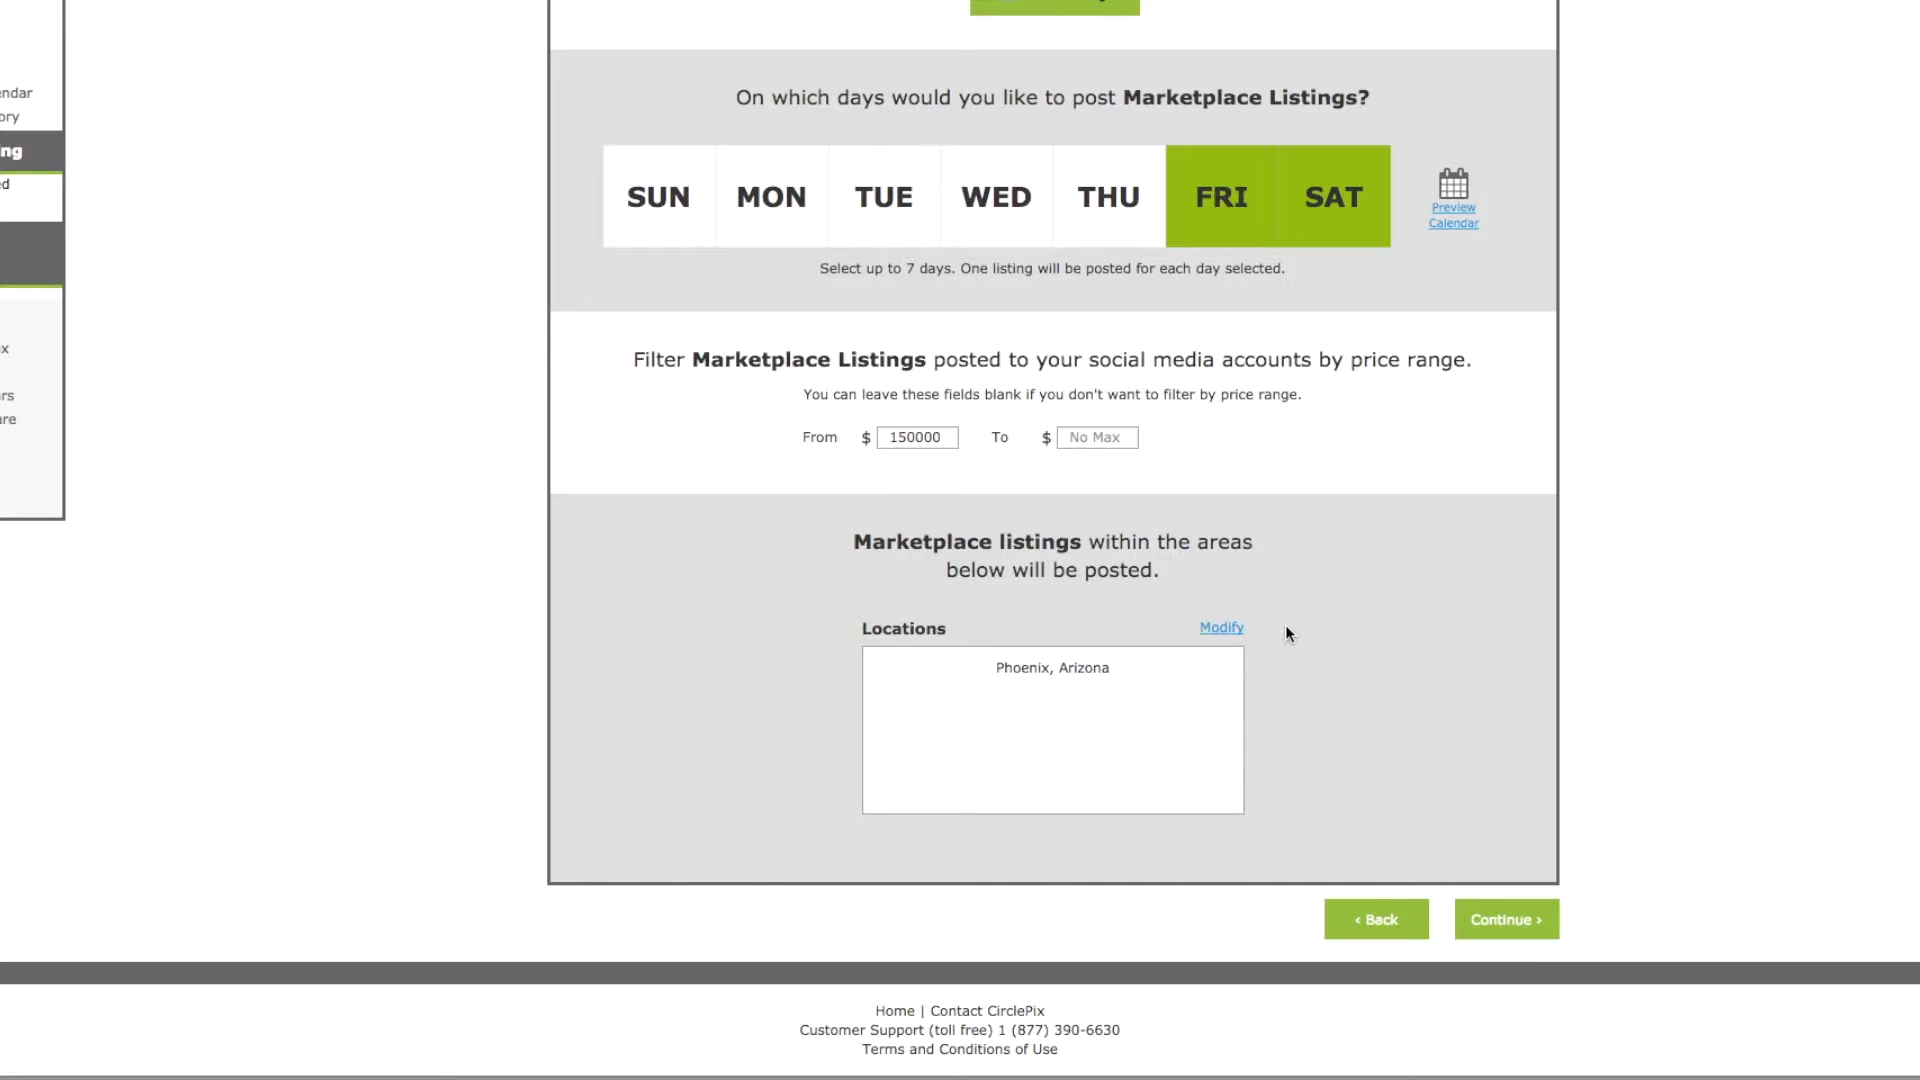 endar
ory
ing
ed
x
rs
are
On which days would you like to post Marketplace Listings?
SUN MON TUE WED THU FRI SAT
Preview
Calendar
Select up to 7 days. One listing will be posted for each day selected.
Filter Marketplace Listings posted to your social media accounts by price range.
You can leave these fields blank if you don't want to filter by price range.
From $ 150000 To $ No Max
Marketplace listings within the areas
below will be posted.
Locations Modify
Phoenix, Arizona
‹ Back Continue ›
Home | Contact CirclePix
Customer Support (toll free) 1 (877) 390-6630
Terms and Conditions of Use